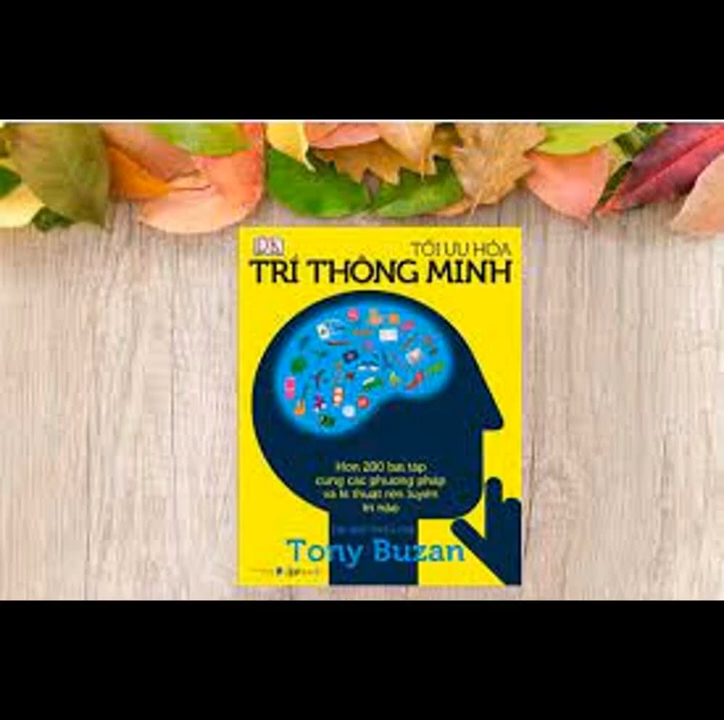 DK
TỐI ƯU HÓA
TRÍ THÔNG MINH
Hơn 200 bài tập
cùng các phương pháp
và kĩ thuật rèn luyện
trí não
Tony Buzan